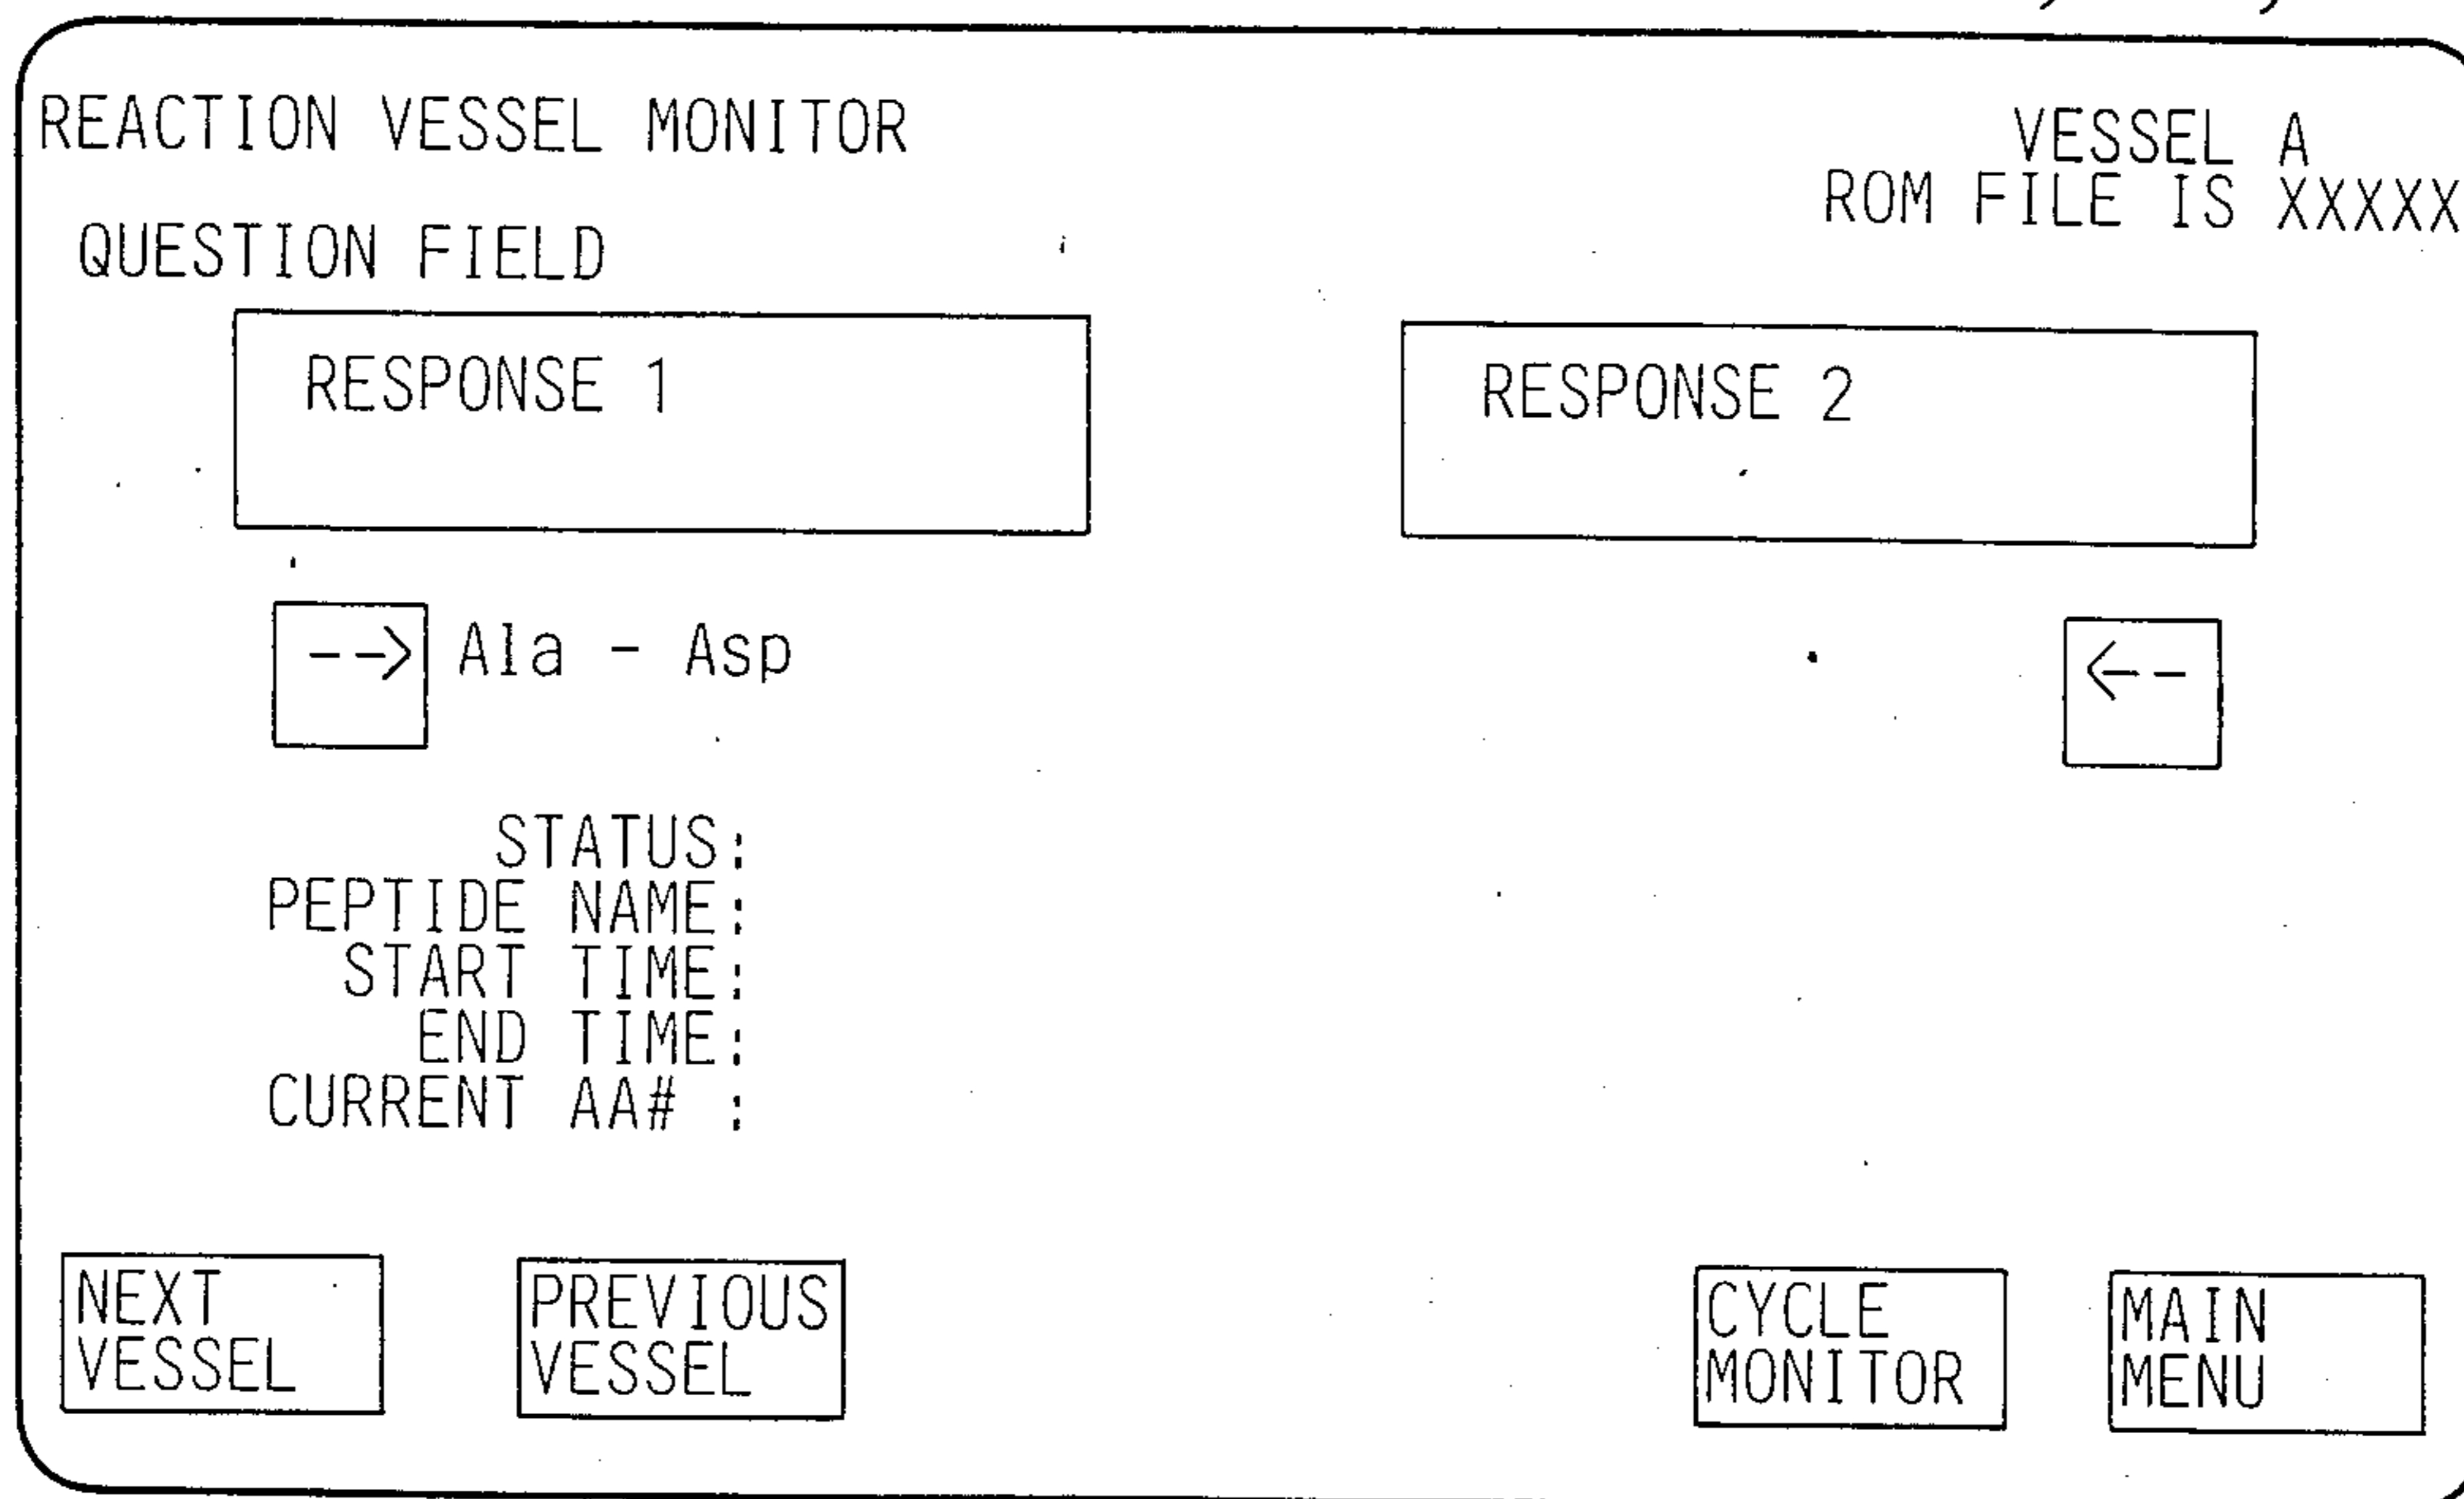 REACTION VESSEL MONITOR
VESSEL A
ROM FILE IS XXXXX
QUESTION FIELD
RESPONSE 1
RESPONSE 2
--> Ala - Asp
<--
STATUS:
PEPTIDE NAME:
START TIME:
END TIME:
CURRENT AA# :
NEXT
VESSEL
PREVIOUS
VESSEL
CYCLE
MONITOR
MAIN
MENU